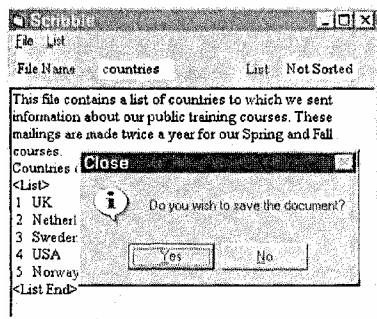 Scribble
File List
File Name countries List Not Sorted
This file contains a list of countries to which we sent
information about our public training courses. These
mailings are made twice a year for our Spring and Fall
courses.
Countries
<List>
1 UK
2 Netherl
3 Sweden
4 USA
5 Norway
<List End>
Close
Do you wish to save the document?
Yes No